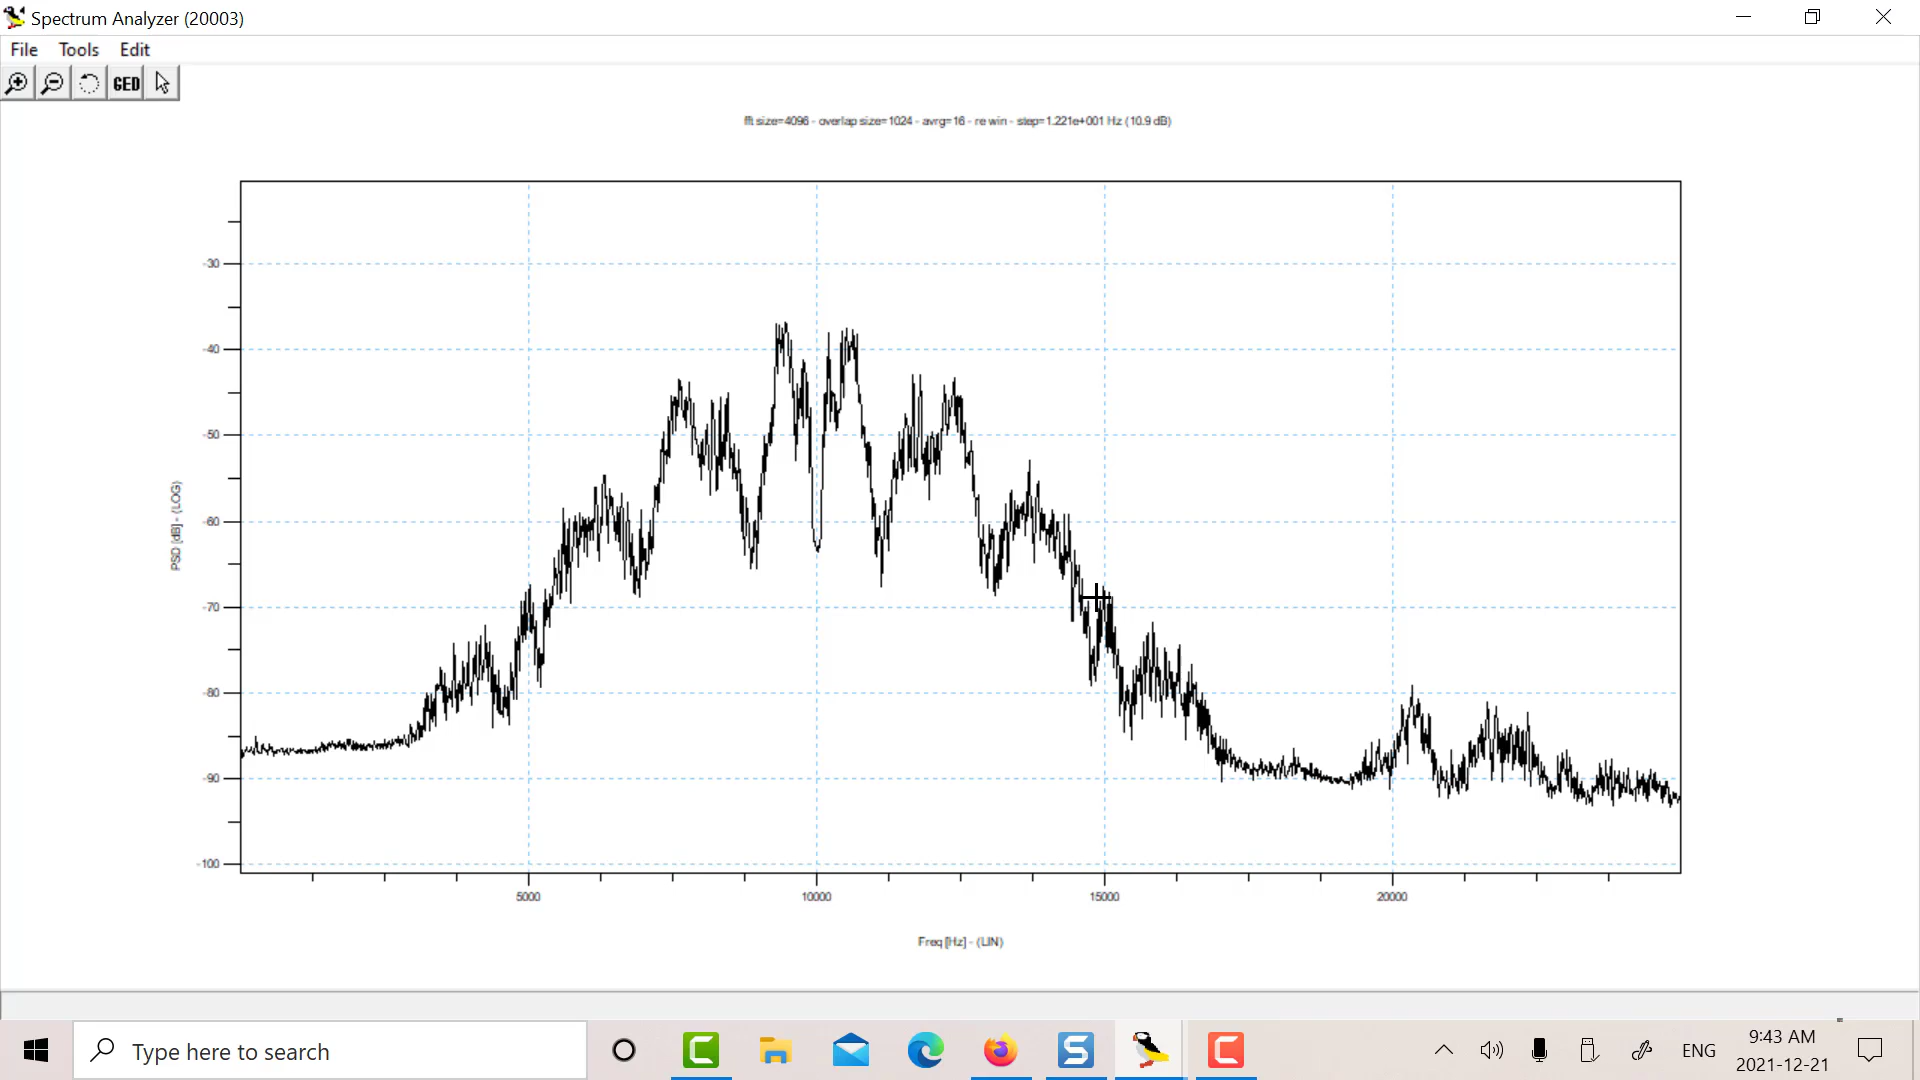 Spectrum Analyzer (20003)
File Tools Edit
GED
fft size=4096 - overlap size=1024 - avrg=16 - re win - step=1.221e+001 Hz (10.9 dB)
-30
-40
-50
-60
-70
-80
-90
-100
PSD [dB] - (LOG)
5000 10000 15000 20000
Freq [Hz] - (LIN)
Type here to search
ENG
9:43 AM
2021-12-21